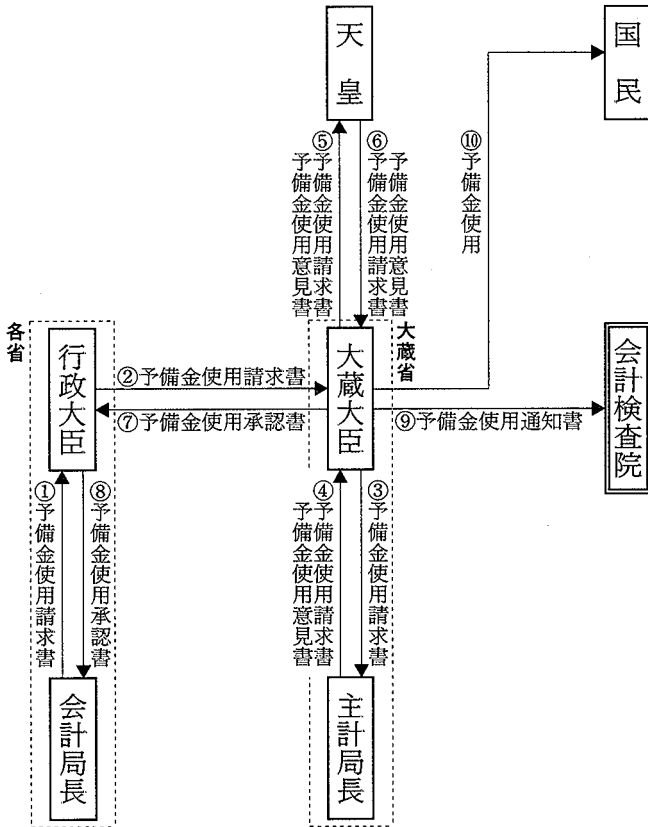 天皇
国民
⑤予備金使用請求書
予備金使用意見書
予備金使用意見書
⑥予備金使用請求書
⑩予備金使用
各省
行政大臣
②予備金使用請求書
⑦予備金使用承認書
大蔵省
大蔵大臣
⑨予備金使用通知書
会計検査院
①予備金使用請求書
⑧予備金使用承認書
④予備金使用請求書
予備金使用意見書
③予備金使用請求書
会計局長
主計局長